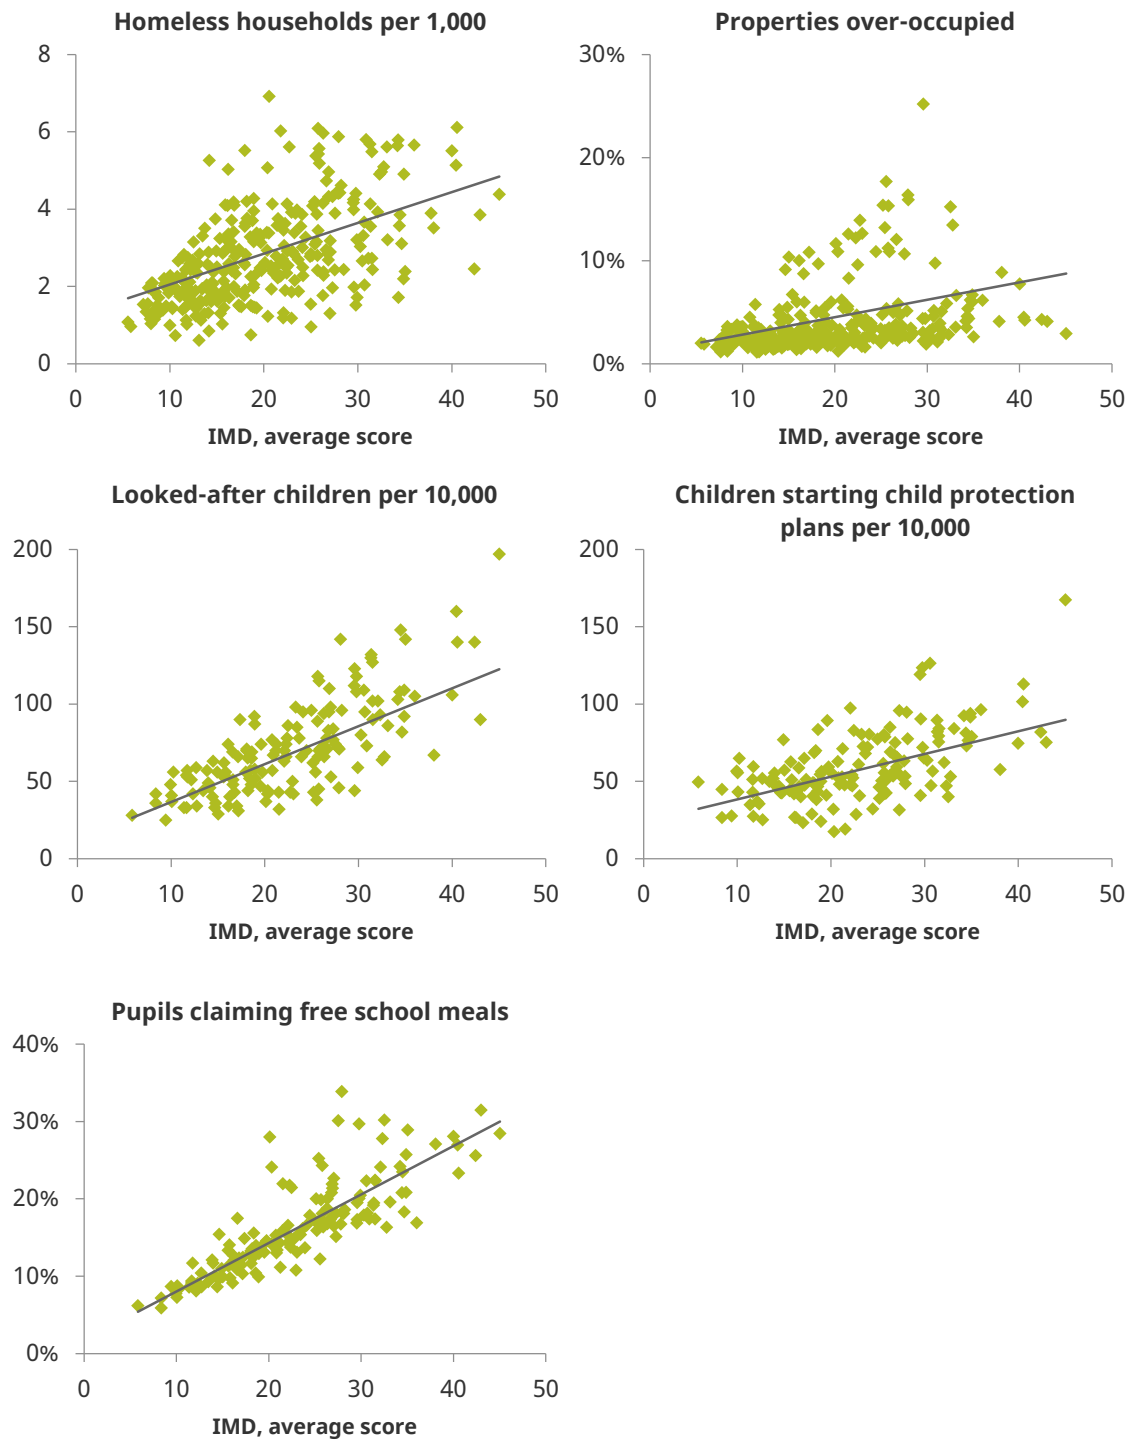 Homeless households per 1,000
8
6
4
2
0
0 10 20 30 40 50
IMD, average score
Properties over-occupied
30%
20%
10%
0%
0 10 20 30 40 50
IMD, average score
Looked-after children per 10,000
200
150
100
50
0
0 10 20 30 40 50
IMD, average score
Children starting child protection
plans per 10,000
200
150
100
50
0
0 10 20 30 40 50
IMD, average score
Pupils claiming free school meals
40%
30%
20%
10%
0%
0 10 20 30 40 50
IMD, average score